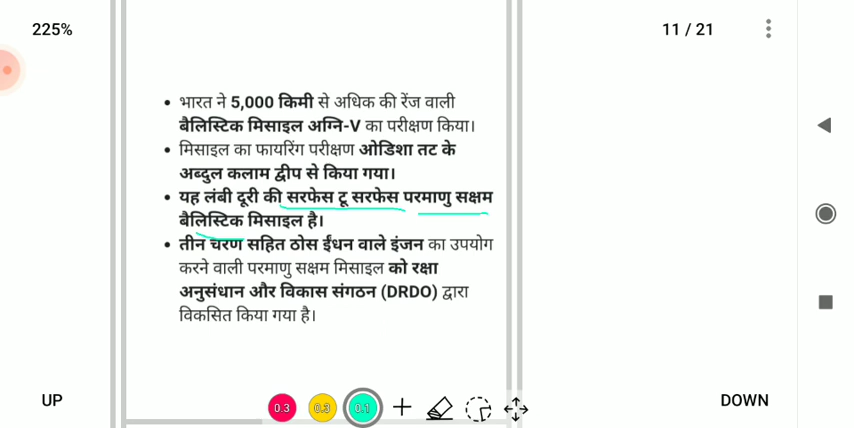 225%
11 / 21
भारत ने 5,000 किमी से अधिक की रेंज वाली
बैलिस्टिक मिसाइल अग्नि-V का परीक्षण किया।
मिसाइल का फायरिंग परीक्षण ओडिशा तट के
अब्दुल कलाम द्वीप से किया गया।
यह लंबी दूरी की सरफेस टू सरफेस परमाणु सक्षम
बैलिस्टिक मिसाइल है।
तीन चरण सहित ठोस ईंधन वाले इंजन का उपयोग
करने वाली परमाणु सक्षम मिसाइल को रक्षा
अनुसंधान और विकास संगठन (DRDO) द्वारा
विकसित किया गया है।
UP
0.3
0.3
0.1
DOWN